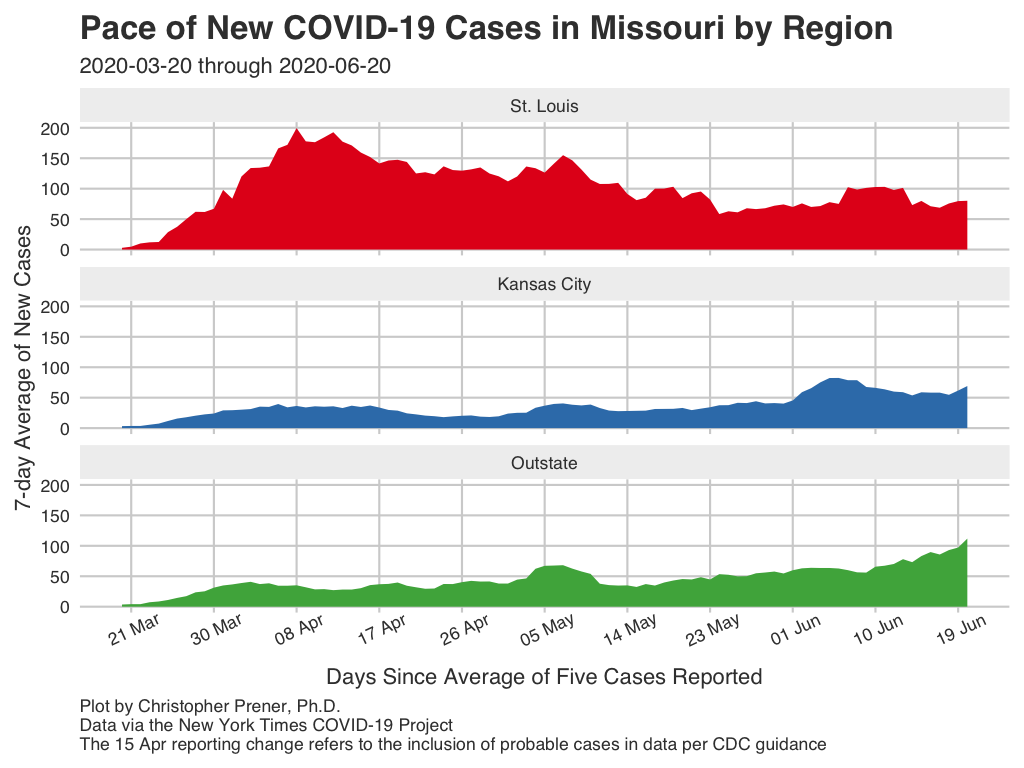 Pace of New COVID-19 Cases in Missouri by Region
2020-03-20 through 2020-06-20
St. Louis
200
150
100
50
0
Kansas City
200
150
100
50
0
Outstate
200
150
100
50
0
7-day Average of New Cases
21 Mar
30 Mar
08 Apr
17 Apr
26 Apr
05 May
14 May
23 May
01 Jun
10 Jun
19 Jun
Days Since Average of Five Cases Reported
Plot by Christopher Prener, Ph.D.
Data via the New York Times COVID-19 Project
The 15 Apr reporting change refers to the inclusion of probable cases in data per CDC guidance